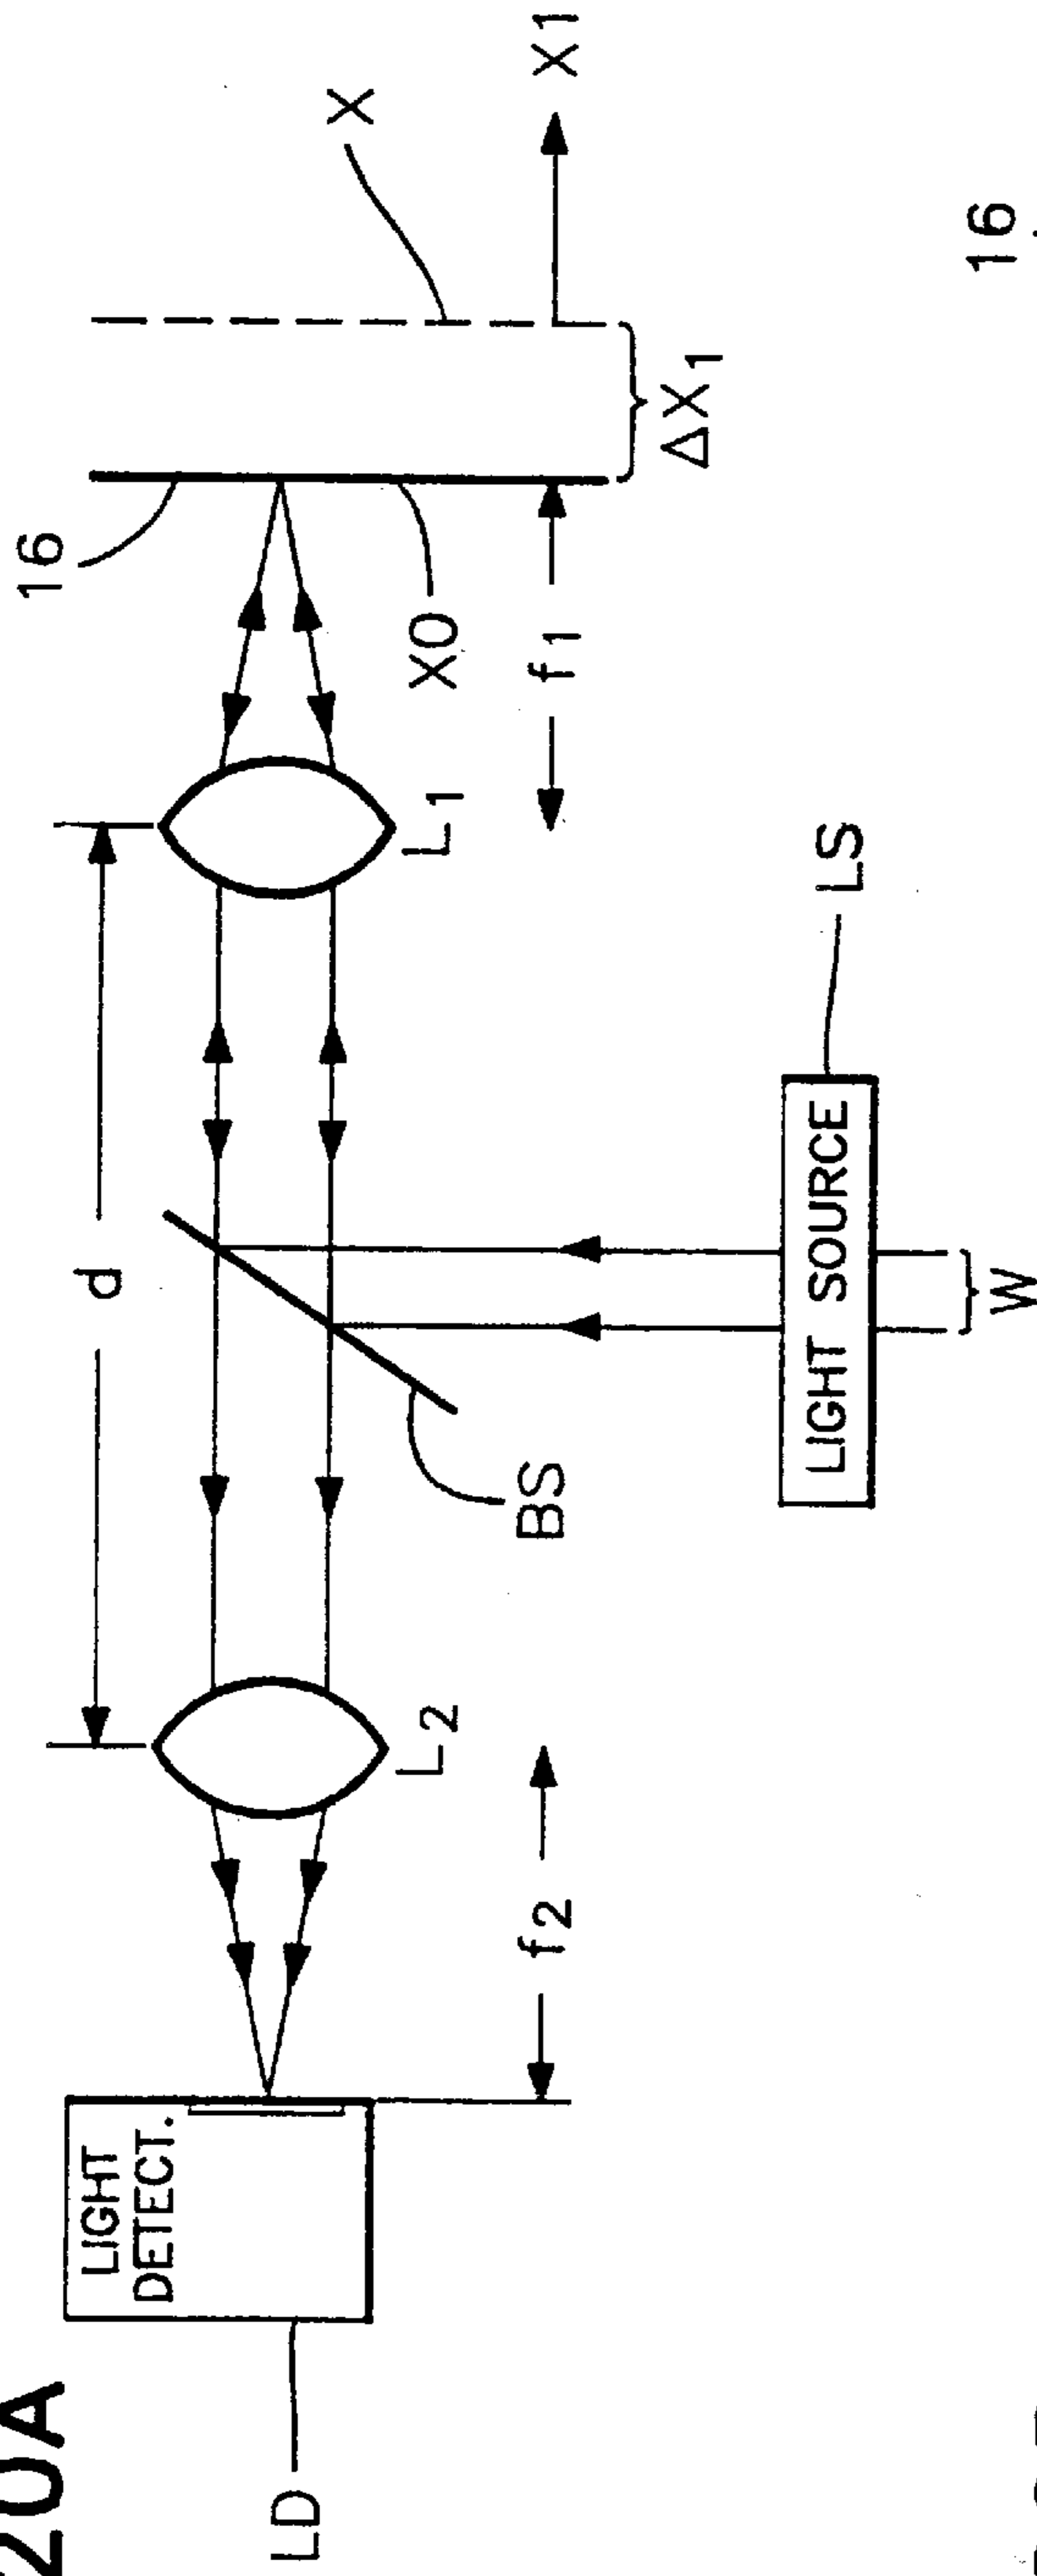 20A
LIGHT
DETECT.
LD
f2
L2
d
BS
LIGHT SOURCE
LS
W
L1
f1
16
X0
X
ΔX1
X1
16